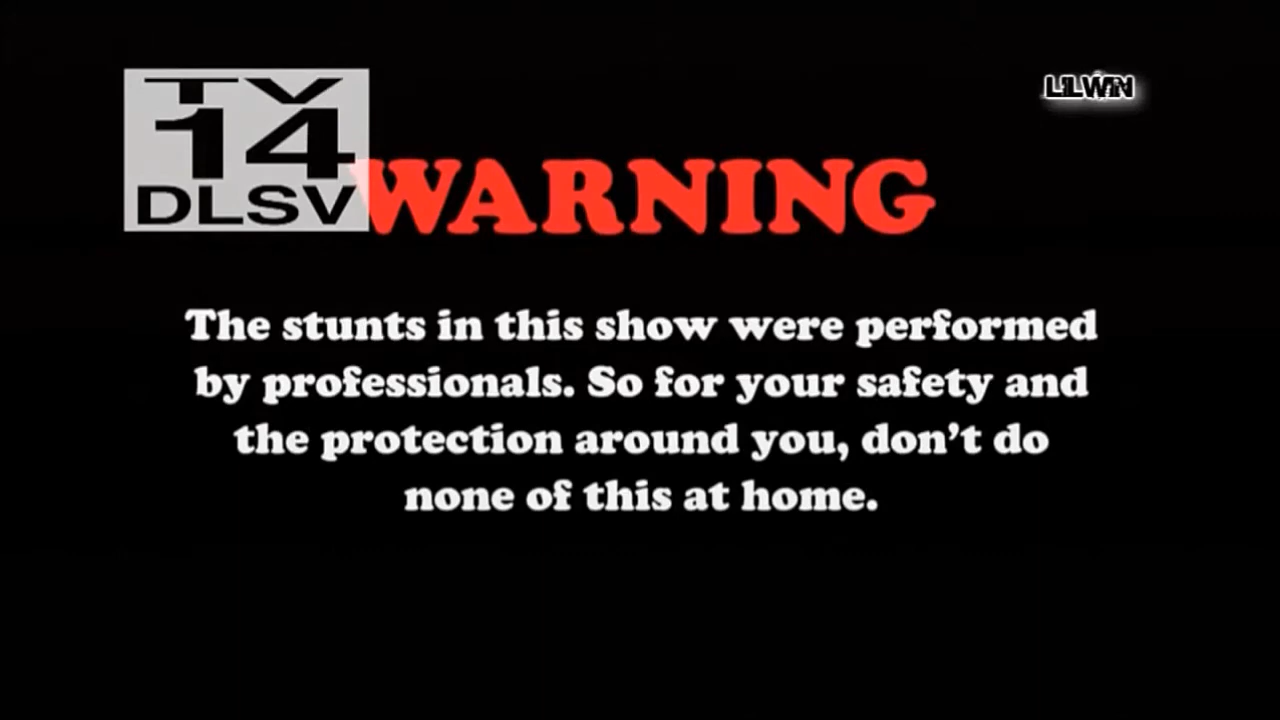 TV
14
DLSV
LILWIN
WARNING
The stunts in this show were performed
by professionals. So for your safety and
the protection around you, don't do
none of this at home.